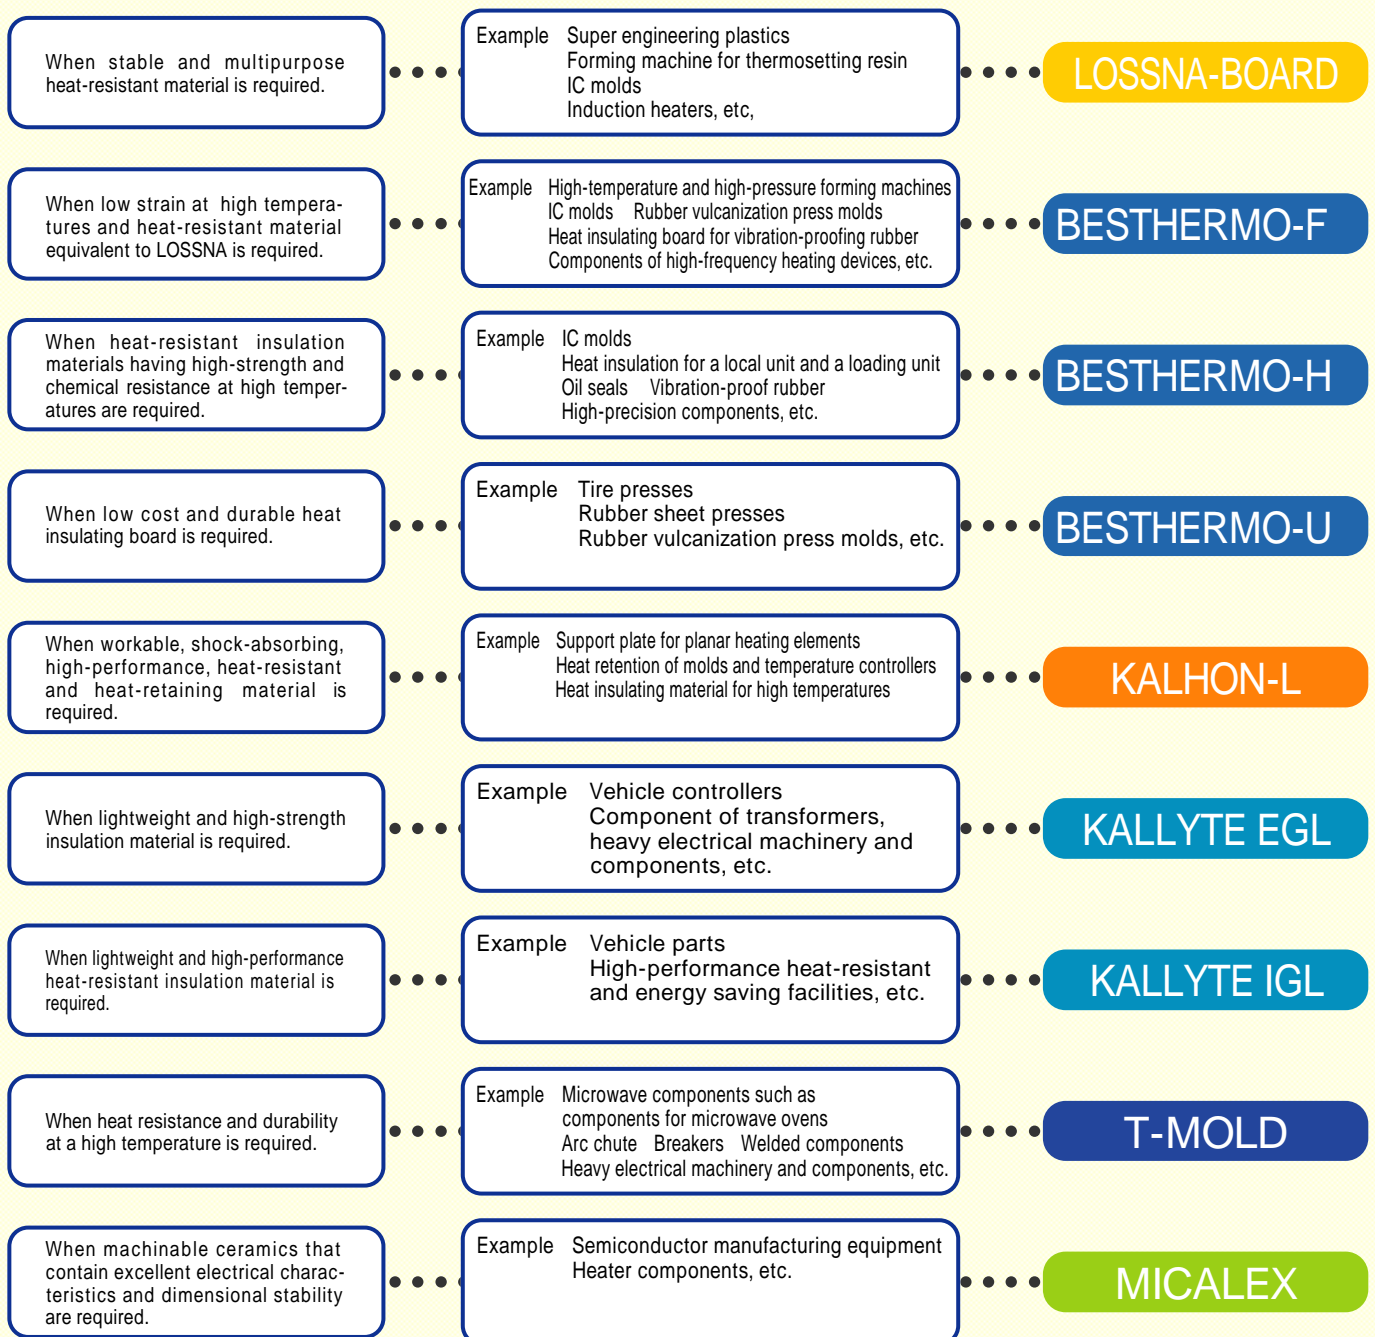 When stable and multipurpose
heat-resistant material is required.
Example Super engineering plastics
Forming machine for thermosetting resin
IC molds
Induction heaters, etc,
LOSSNA-BOARD
When low strain at high tempera-
tures and heat-resistant material
equivalent to LOSSNA is required.
Example High-temperature and high-pressure forming machines
IC molds Rubber vulcanization press molds
Heat insulating board for vibration-proofing rubber
Components of high-frequency heating devices, etc.
BESTHERMO-F
When heat-resistant insulation
materials having high-strength and
chemical resistance at high temper-
atures are required.
Example IC molds
Heat insulation for a local unit and a loading unit
Oil seals Vibration-proof rubber
High-precision components, etc.
BESTHERMO-H
When low cost and durable heat
insulating board is required.
Example Tire presses
Rubber sheet presses
Rubber vulcanization press molds, etc.
BESTHERMO-U
When workable, shock-absorbing,
high-performance, heat-resistant
and heat-retaining material is
required.
Example Support plate for planar heating elements
Heat retention of molds and temperature controllers
Heat insulating material for high temperatures
KALHON-L
When lightweight and high-strength
insulation material is required.
Example Vehicle controllers
Component of transformers,
heavy electrical machinery and
components, etc.
KALLYTE EGL
When lightweight and high-performance
heat-resistant insulation material is
required.
Example Vehicle parts
High-performance heat-resistant
and energy saving facilities, etc.
KALLYTE IGL
When heat resistance and durability
at a high temperature is required.
Example Microwave components such as
components for microwave ovens
Arc chute Breakers Welded components
Heavy electrical machinery and components, etc.
T-MOLD
When machinable ceramics that
contain excellent electrical charac-
teristics and dimensional stability
are required.
Example Semiconductor manufacturing equipment
Heater components, etc.
MICALEX